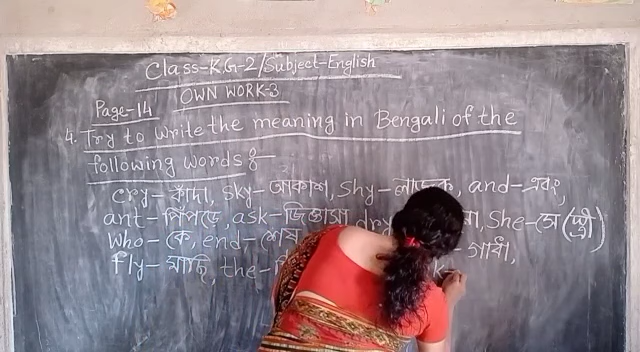 Class-K.G-2/Subject-English
OWN WORK-3
Page-14
4. Try to write the meaning in Bengali of the
following words :-
cry-কাঁদা, sky-আকাশ, shy-লাজুক, and-এবং,
ant-পিঁপড়ে, ask-জিজ্ঞাসা dry She-সে (স্ত্রী)
who-কে, end-শেষ গাধা,
fly-মাছি, the-